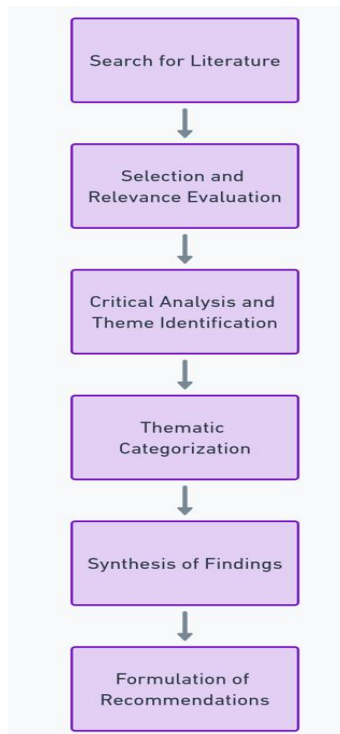 Search for Literature
Selection and
Relevance Evaluation
Critical Analysis and
Theme Identification
Thematic
Categorization
Synthesis of Findings
Formulation of
Recommendations